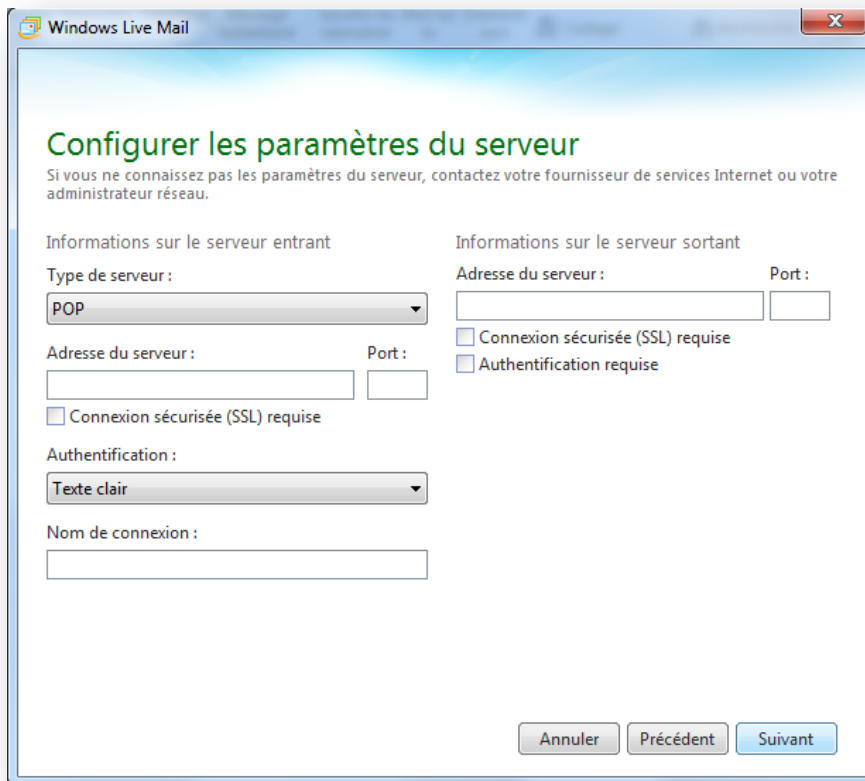 Windows Live Mail
Configurer les paramètres du serveur
Si vous ne connaissez pas les paramètres du serveur, contactez votre fournisseur de services Internet ou votre
administrateur réseau.
Informations sur le serveur entrant
Type de serveur :
POP
Adresse du serveur :
Port :
Connexion sécurisée (SSL) requise
Authentification :
Texte clair
Nom de connexion :
Informations sur le serveur sortant
Adresse du serveur :
Port :
Connexion sécurisée (SSL) requise
Authentification requise
Annuler
Précédent
Suivant